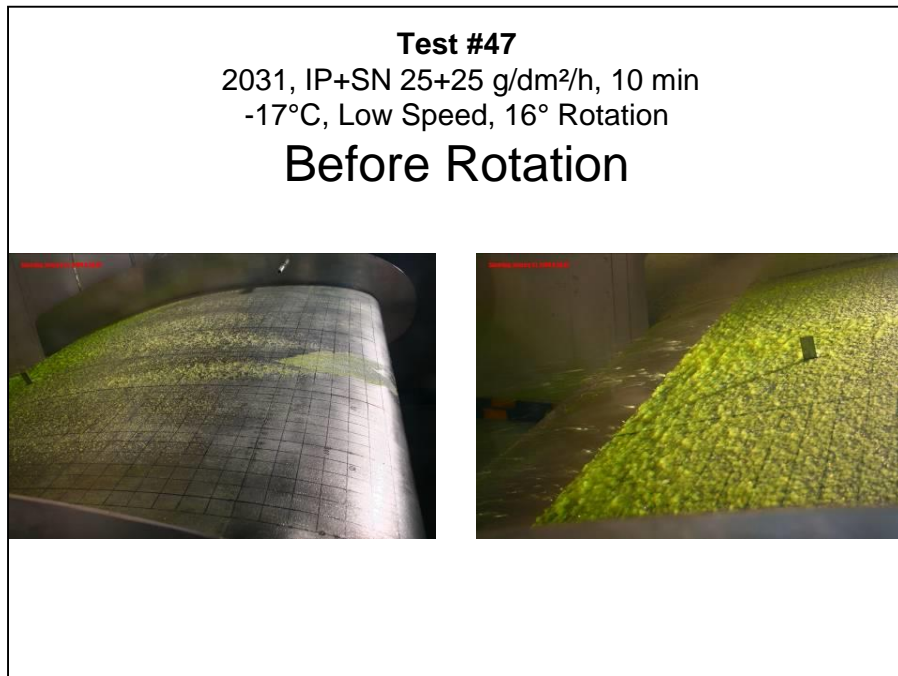 Test #47
2031, IP+SN 25+25 g/dm²/h, 10 min
-17°C, Low Speed, 16° Rotation
Before Rotation